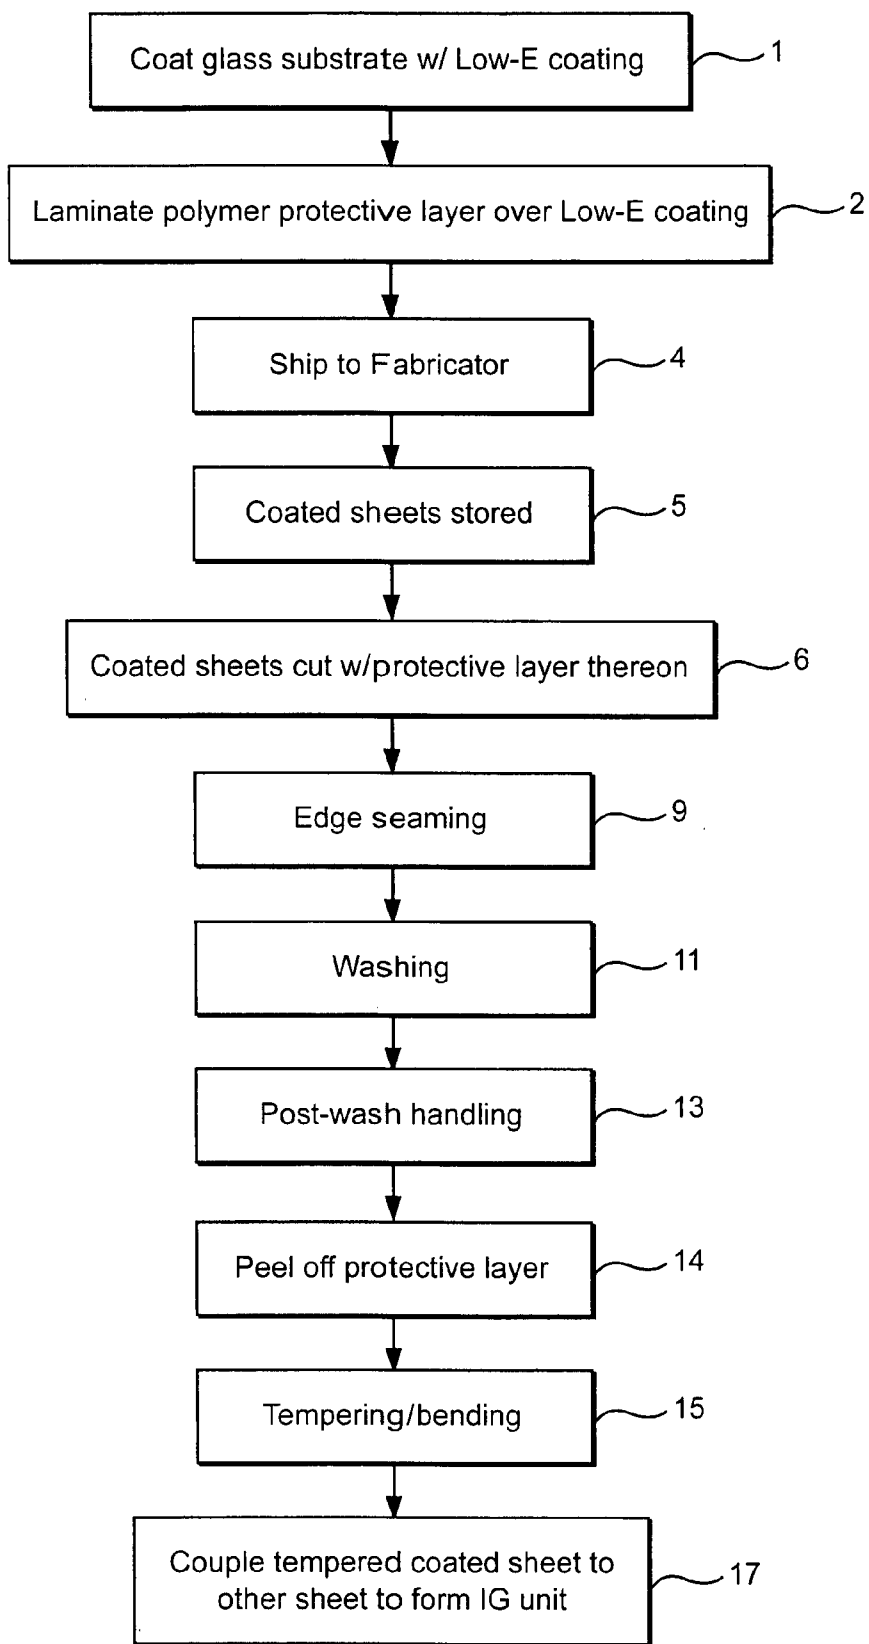 Coat glass substrate w/ Low-E coating
1
Laminate polymer protective layer over Low-E coating
2
Ship to Fabricator
4
Coated sheets stored
5
Coated sheets cut w/protective layer thereon
6
Edge seaming
9
Washing
11
Post-wash handling
13
Peel off protective layer
14
Tempering/bending
15
Couple tempered coated sheet to
other sheet to form IG unit
17